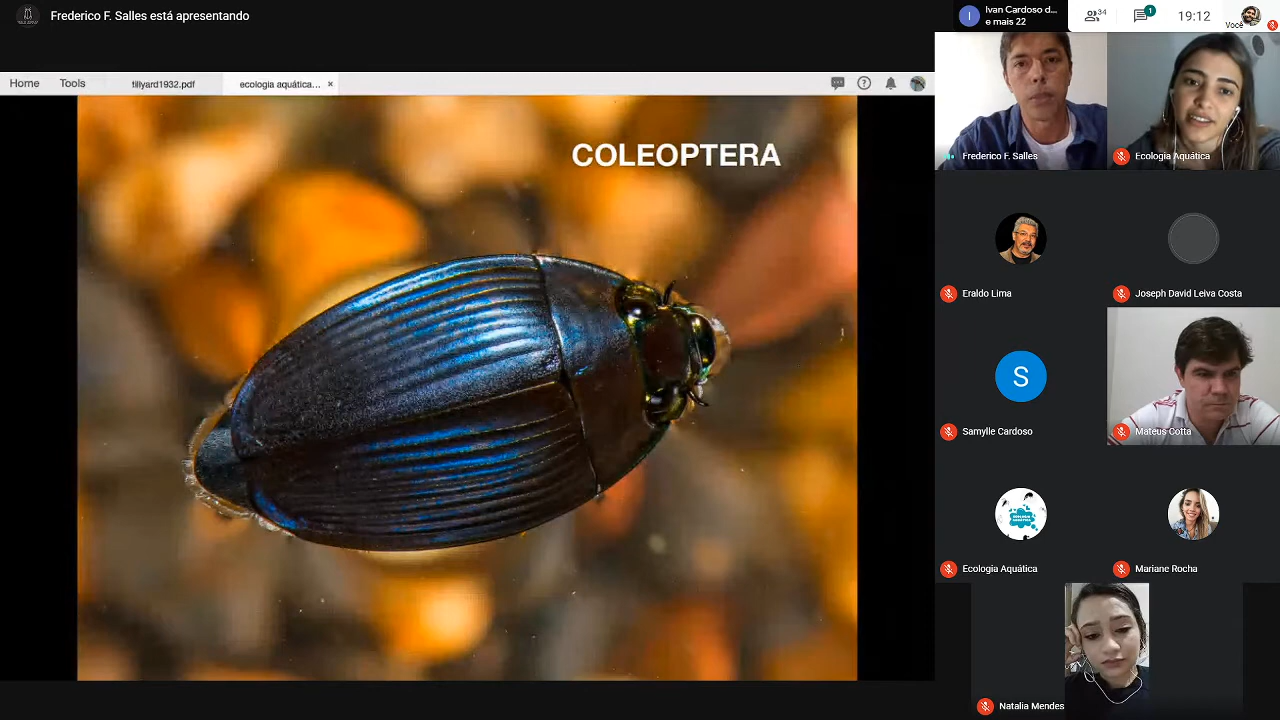 Frederico F. Salles está apresentando
Ivan Cardoso d...
e mais 22
34
1
19:12
Você
Home
Tools
tillyard1932.pdf
ecologia aquática...
×
COLEOPTERA
Frederico F. Salles
Ecologia Aquática
Eraldo Lima
Joseph David Leiva Costa
S
Samylle Cardoso
Mateus Cotta
Ecologia Aquática
Mariane Rocha
Natalia Mendes